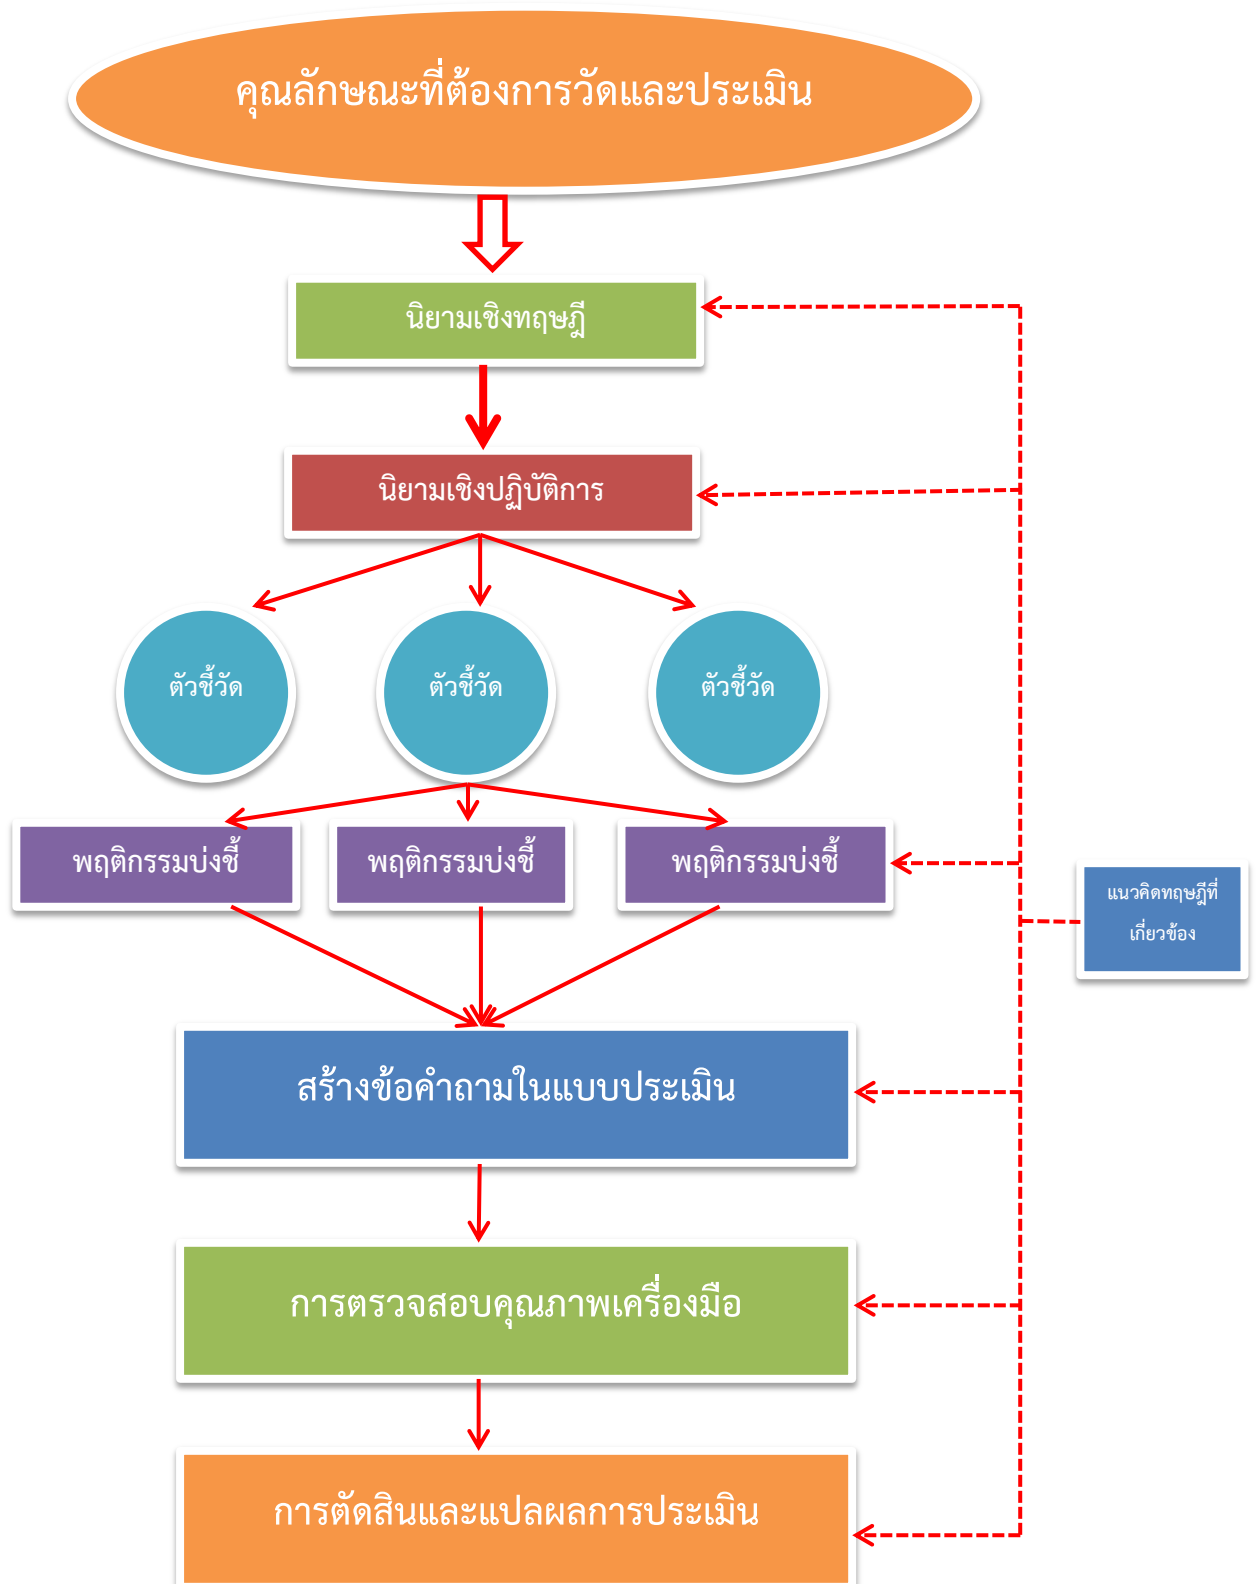 คุณลักษณะที่ต้องการวัดและประเมิน
นิยามเชิงทฤษฎี
นิยามเชิงปฏิบัติการ
ตัวชี้วัด
ตัวชี้วัด
ตัวชี้วัด
พฤติกรรมบ่งชี้
พฤติกรรมบ่งชี้
พฤติกรรมบ่งชี้
แนวคิดทฤษฎีที่
เกี่ยวข้อง
สร้างข้อคำถามในแบบประเมิน
การตรวจสอบคุณภาพเครื่องมือ
การตัดสินและแปลผลการประเมิน